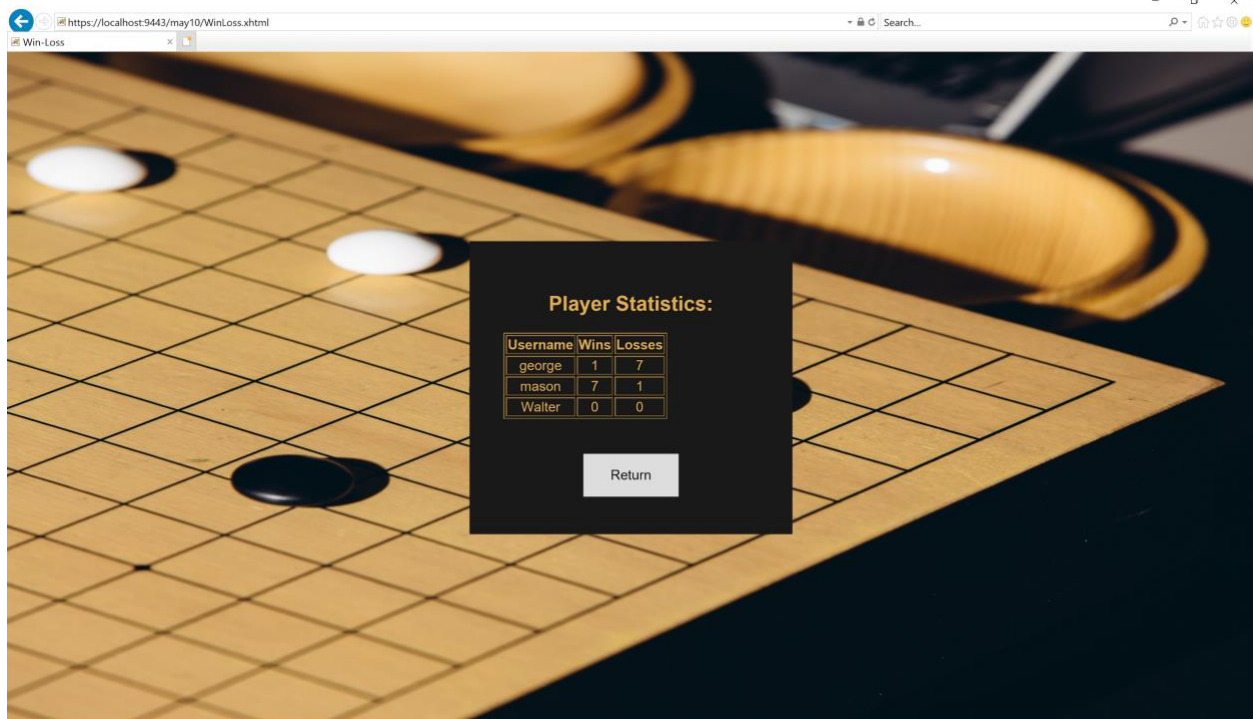 https://localhost:9443/may10/WinLoss.xhtml Search...
Win-Loss
Player Statistics:
Username Wins Losses
george 1 7
mason 7 1
Walter 0 0
Return